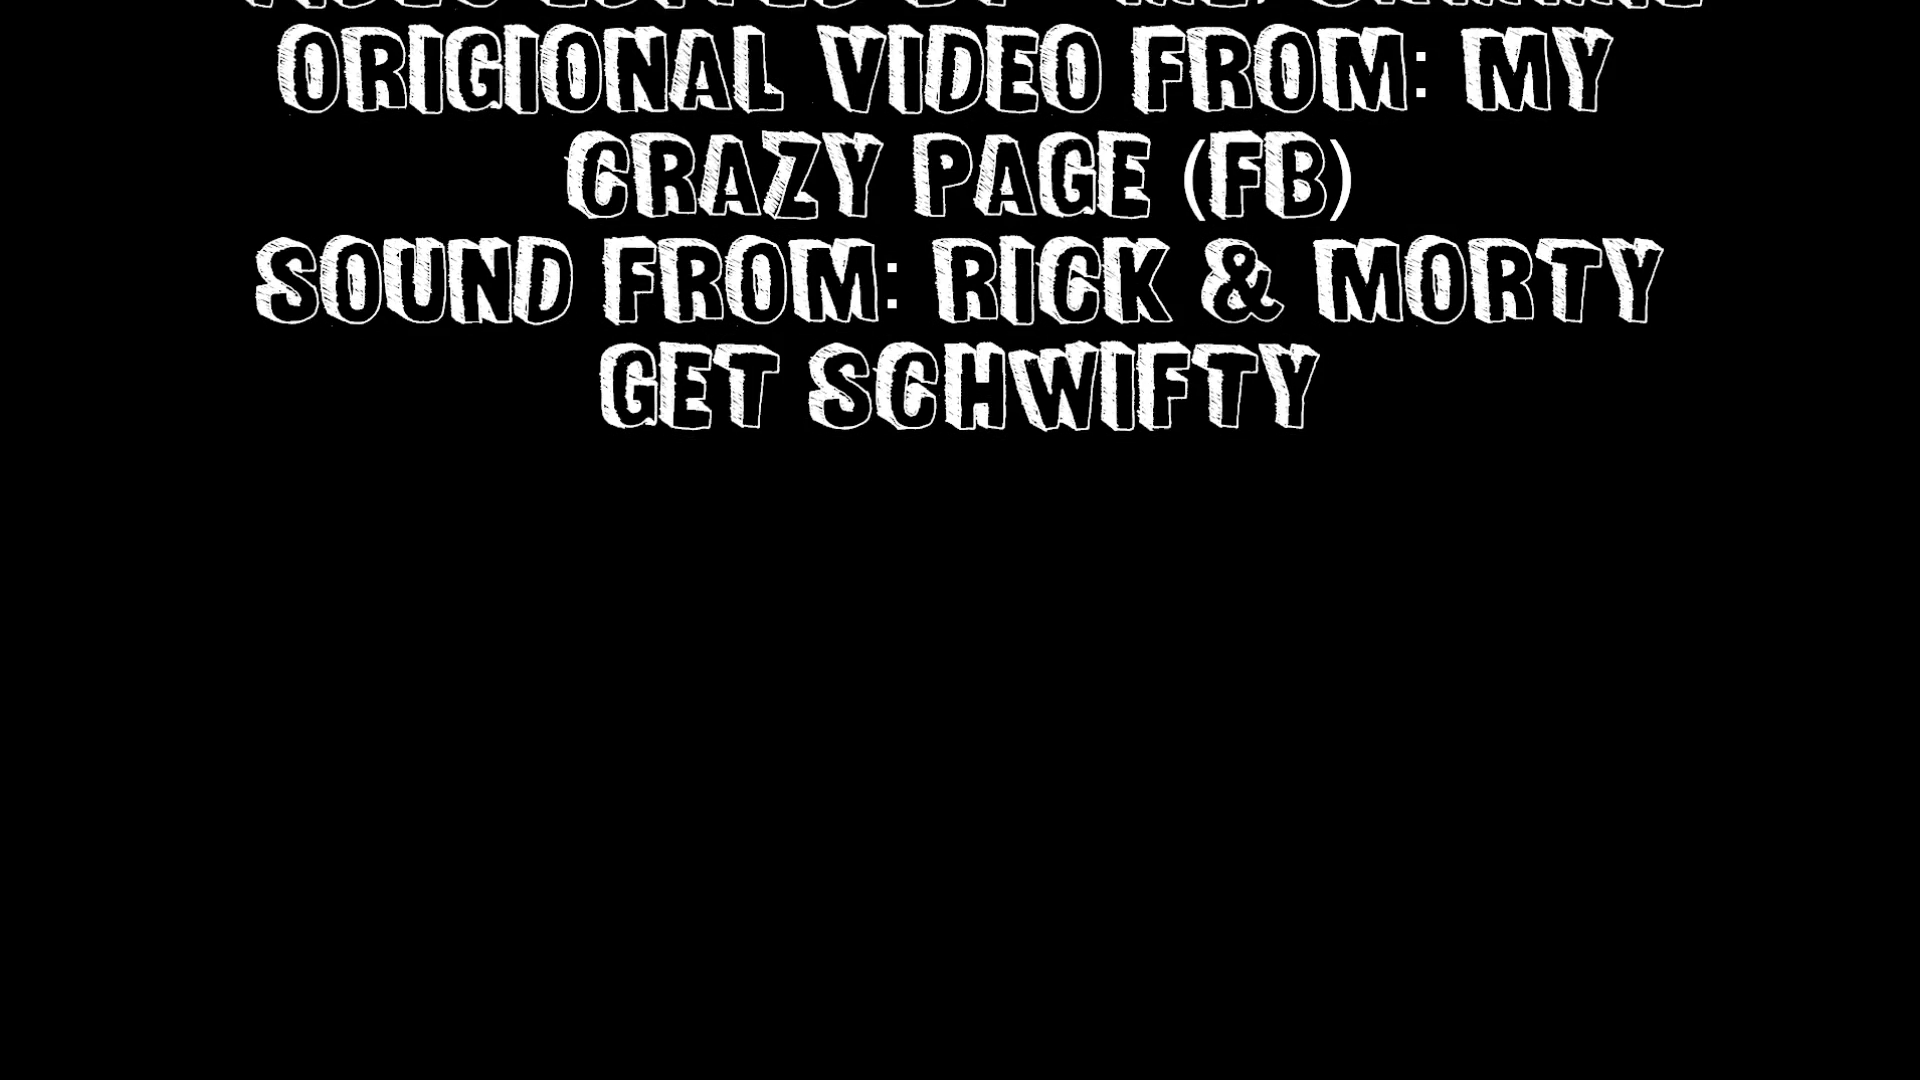 ORIGIONAL VIDEO FROM: MY
CRAZY PAGE (FB)
SOUND FROM: RICK & MORTY
GET SCHWIFTY